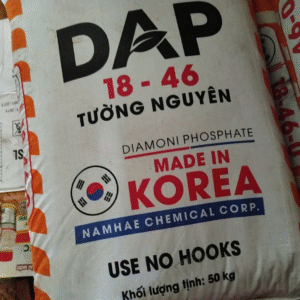 DAP
18 - 46
TƯỜNG NGUYÊN
DIAMONI PHOSPHATE
MADE IN
KOREA
NAMHAE CHEMICAL CORP.
USE NO HOOKS
Khối lượng tịnh: 50 kg